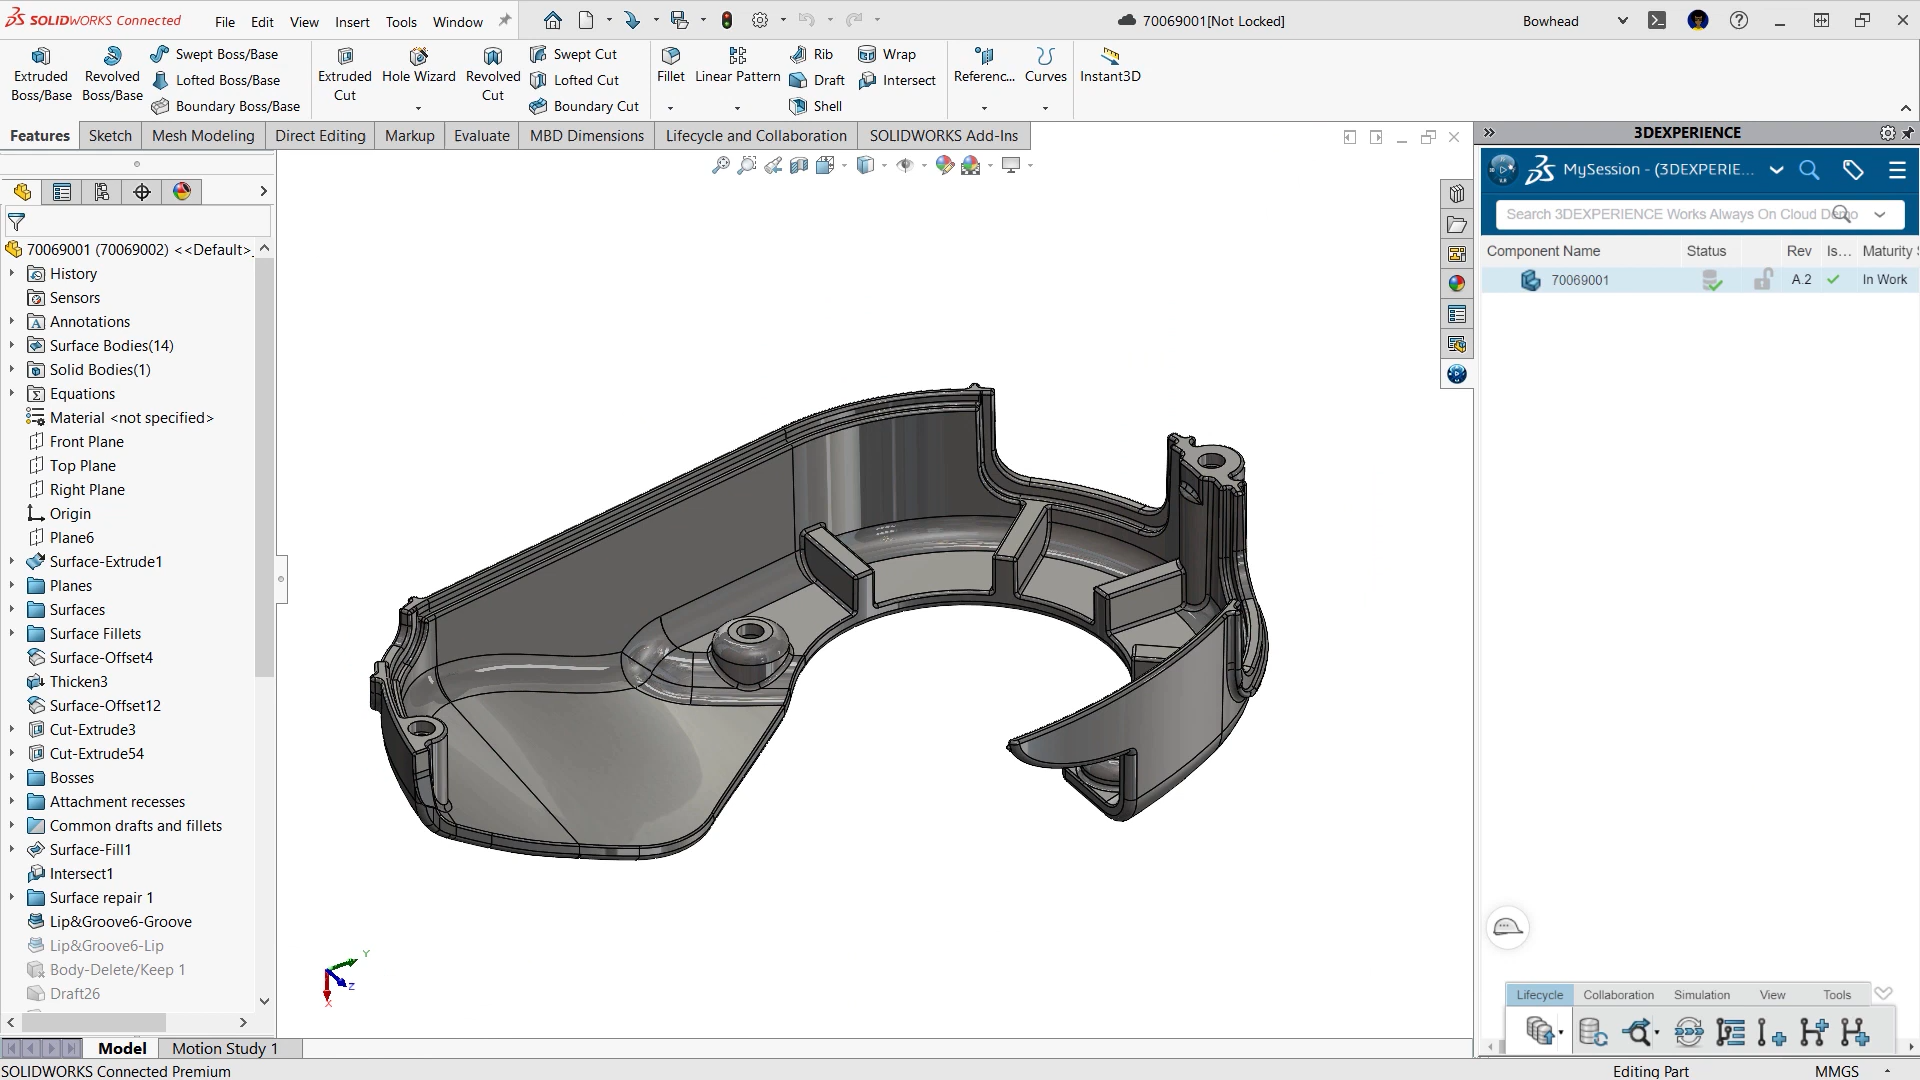 SOLIDWORKS Connected
File Edit View Insert Tools Window
70069001[Not Locked]
Bowhead
Extruded Boss/Base
Revolved Boss/Base
Swept Boss/Base
Lofted Boss/Base
Boundary Boss/Base
Extruded Cut
Hole Wizard
Revolved Cut
Swept Cut
Lofted Cut
Boundary Cut
Fillet
Linear Pattern
Rib
Draft
Shell
Wrap
Intersect
Referenc...
Curves
Instant3D
Features Sketch Mesh Modeling Direct Editing Markup Evaluate MBD Dimensions Lifecycle and Collaboration SOLIDWORKS Add-Ins
70069001 (70069002) <<Default>_
History
Sensors
Annotations
Surface Bodies(14)
Solid Bodies(1)
Equations
Material <not specified>
Front Plane
Top Plane
Right Plane
Origin
Plane6
Surface-Extrude1
Planes
Surfaces
Surface Fillets
Surface-Offset4
Thicken3
Surface-Offset12
Cut-Extrude3
Cut-Extrude54
Bosses
Attachment recesses
Common drafts and fillets
Surface-Fill1
Intersect1
Surface repair 1
Lip&Groove6-Groove
Lip&Groove6-Lip
Body-Delete/Keep 1
Draft26
Y
Z
X
3DEXPERIENCE
MySession - (3DEXPERIE...
Search 3DEXPERIENCE Works Always On Cloud Demo
Component Name Status Rev Is... Maturity S
70069001 A.2 In Work
Lifecycle Collaboration Simulation View Tools
Model Motion Study 1
SOLIDWORKS Connected Premium
Editing Part MMGS